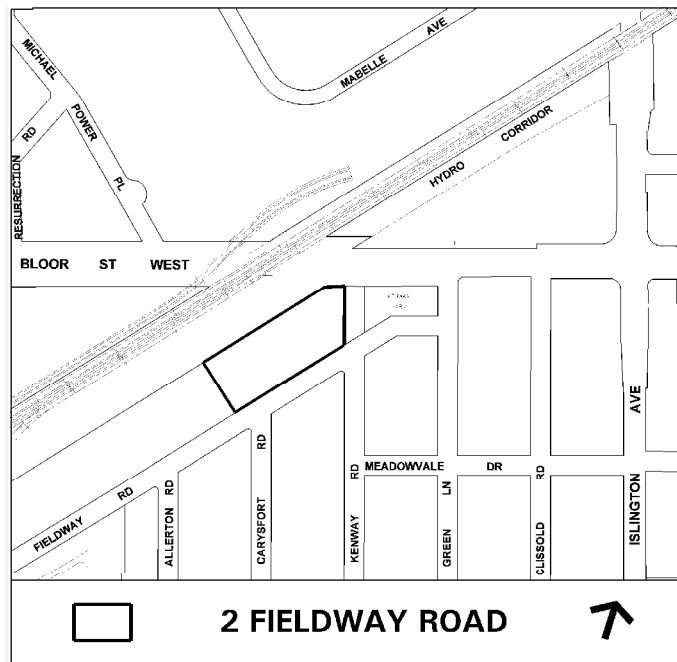 MICHAEL POWER PL
MABELLE AVE
RESURRECTION RD
HYDRO CORRIDOR
BLOOR ST WEST
FIELDWAY RD
ALLERTON RD
CARYSFORT RD
KENWAY RD
MEADOWVALE DR
GREEN LN
CLISSOLD RD
ISLINGTON AVE
2 FIELDWAY ROAD